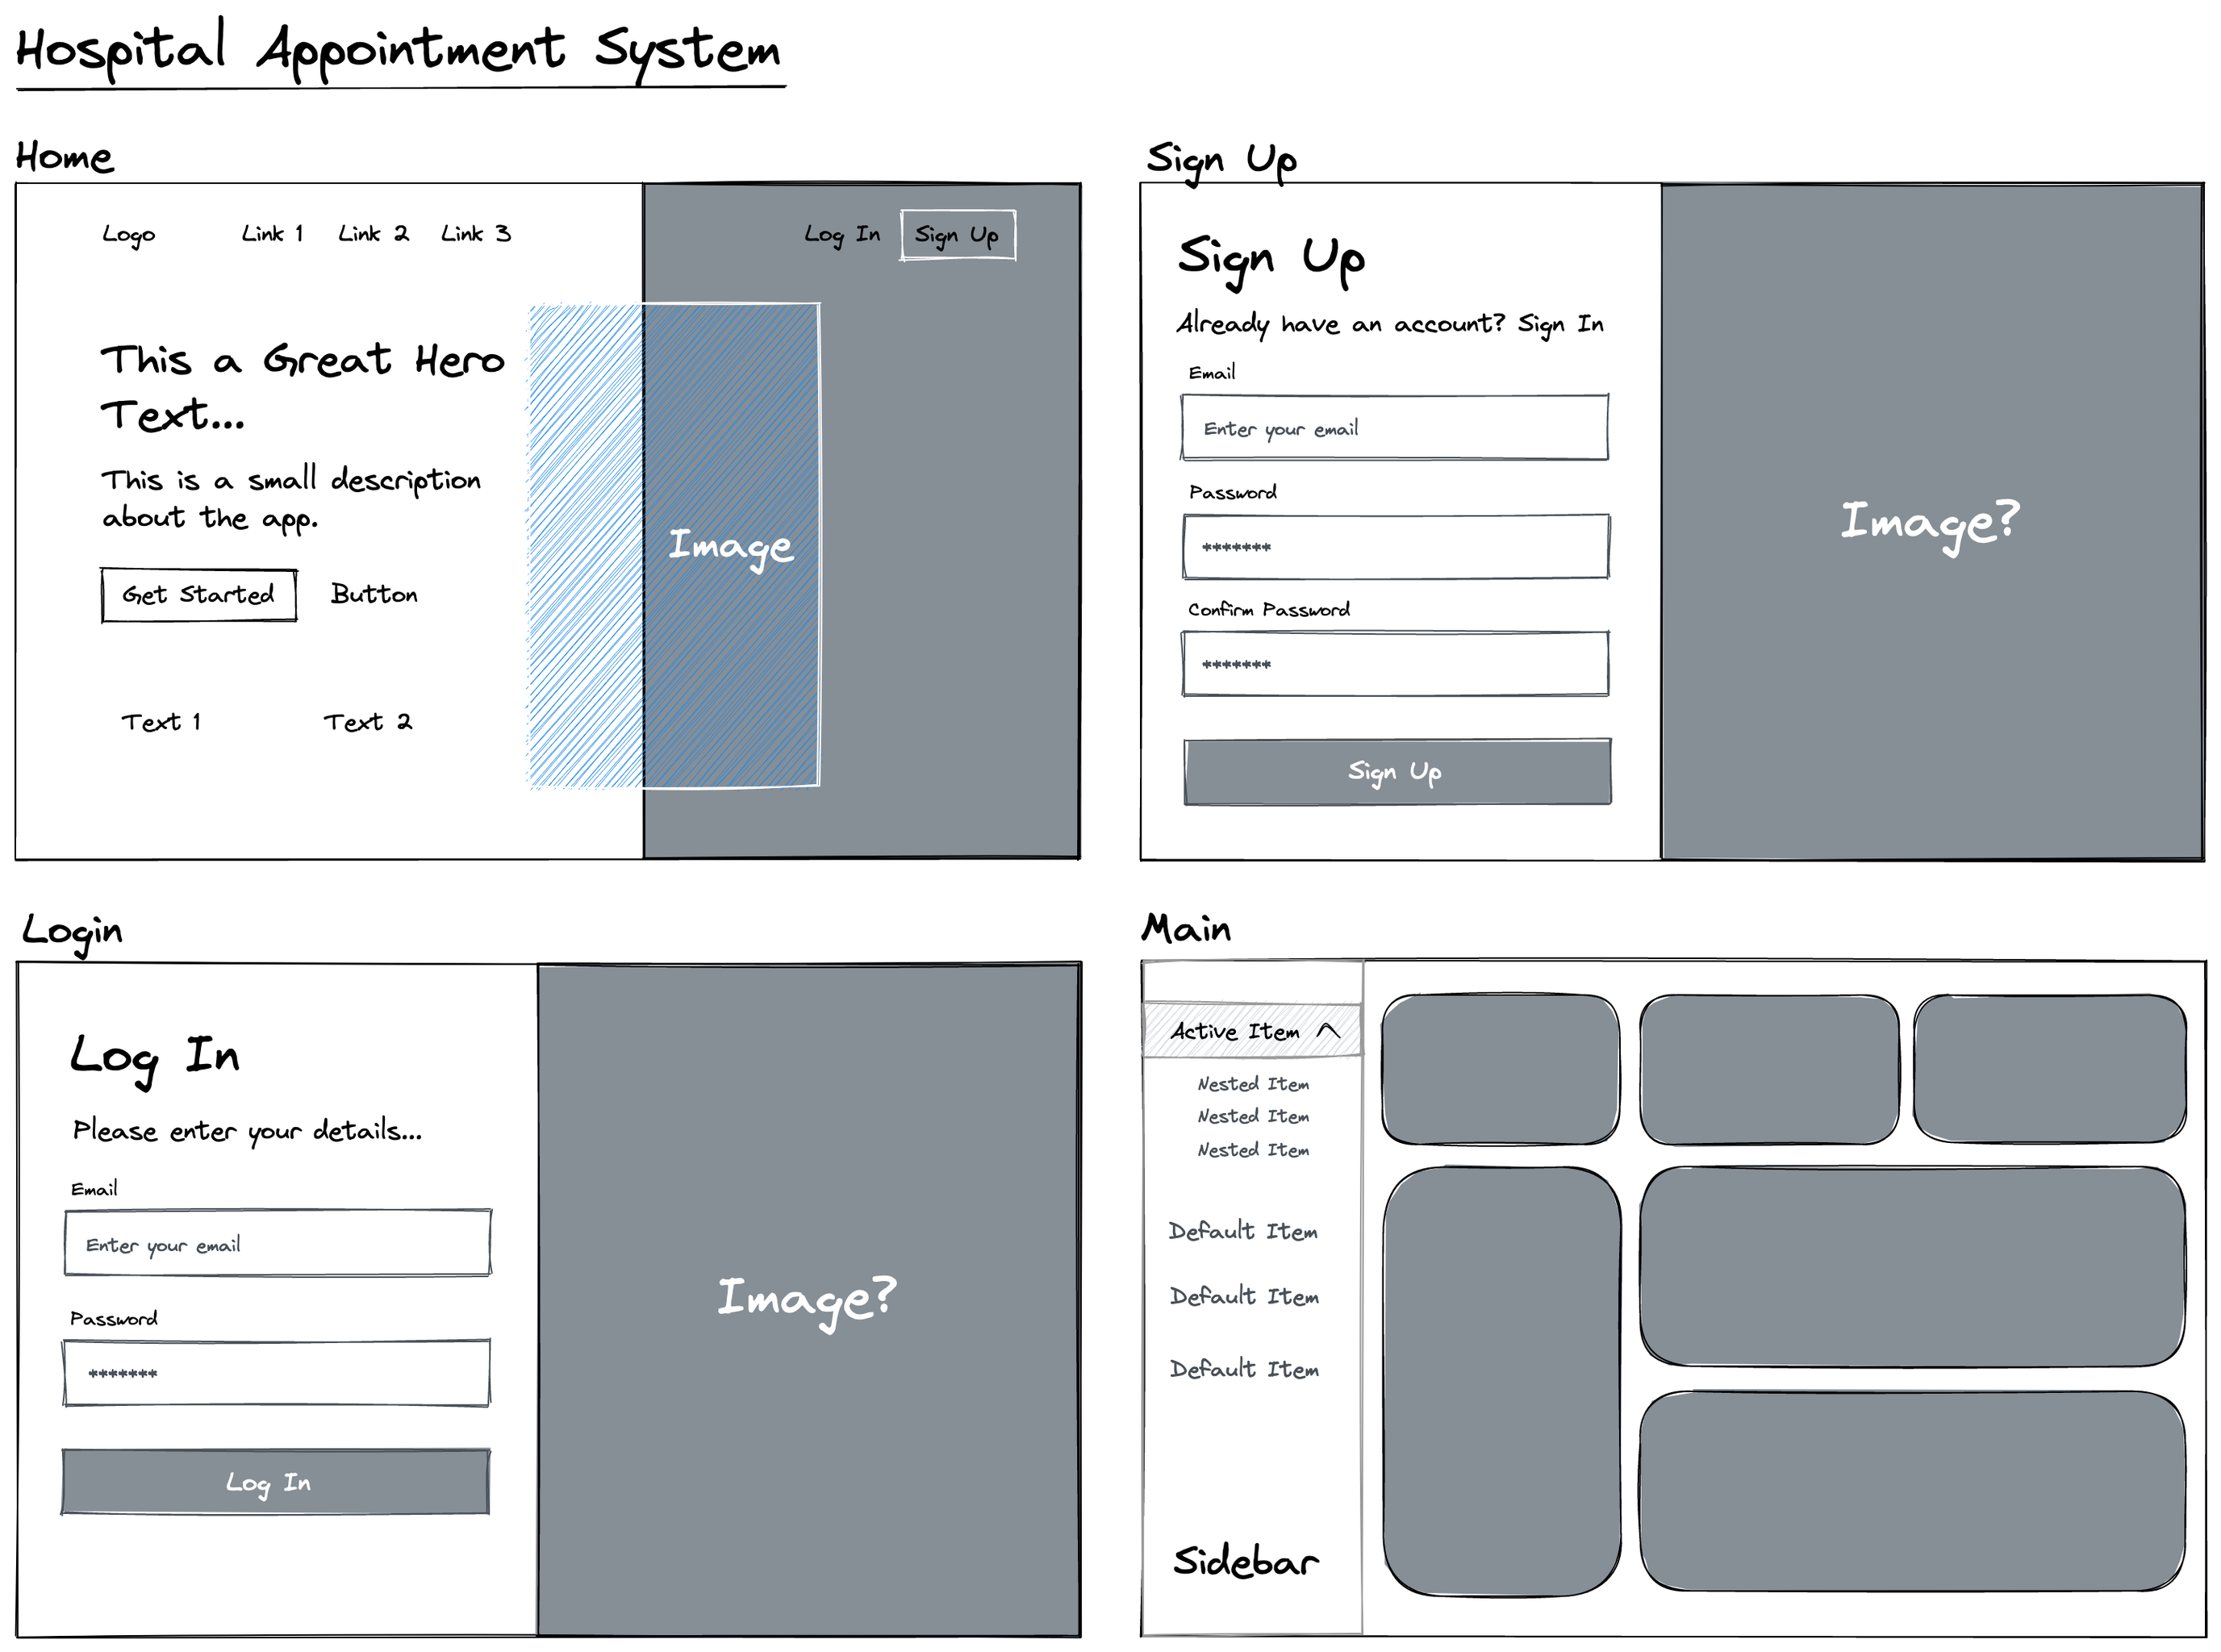 Hospital Appointment System
Home
Logo Link 1 Link 2 Link 3 Log In Sign Up
This a Great Hero
Text...
This is a small description
about the app.
Get Started Button
Image
Text 1 Text 2
Sign Up
Sign Up
Already have an account? Sign In
Email
Enter your email
Password
*******
Confirm Password
*******
Sign Up
Image?
Login
Log In
Please enter your details...
Email
Enter your email
Password
*******
Log In
Image?
Main
Active Item
Nested Item
Nested Item
Nested Item
Default Item
Default Item
Default Item
Sidebar